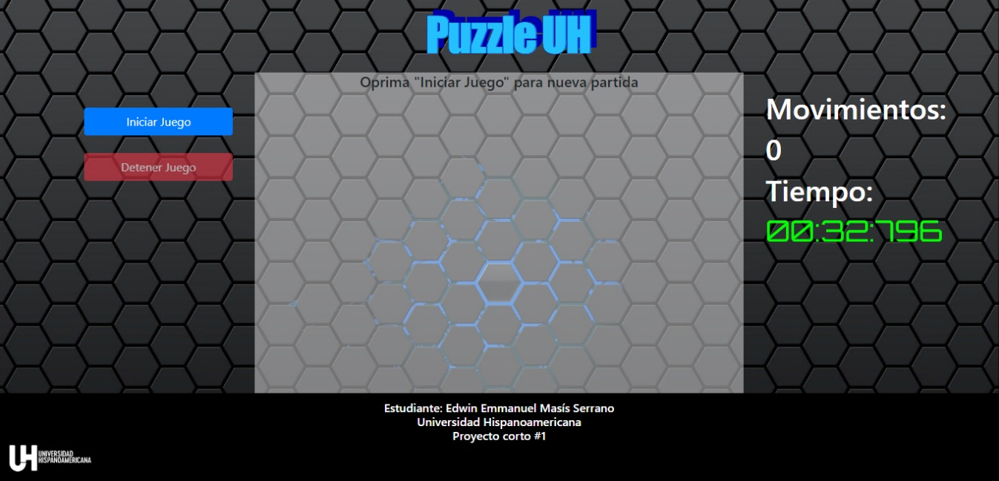 Puzzle UH
Oprima "Iniciar Juego" para nueva partida
Iniciar Juego
Detener Juego
Movimientos:
0
Tiempo:
00:32:796
Estudiante: Edwin Emmanuel Masís Serrano
Universidad Hispanoamericana
Proyecto corto #1
UH UNIVERSIDAD
HISPANOAMERICANA